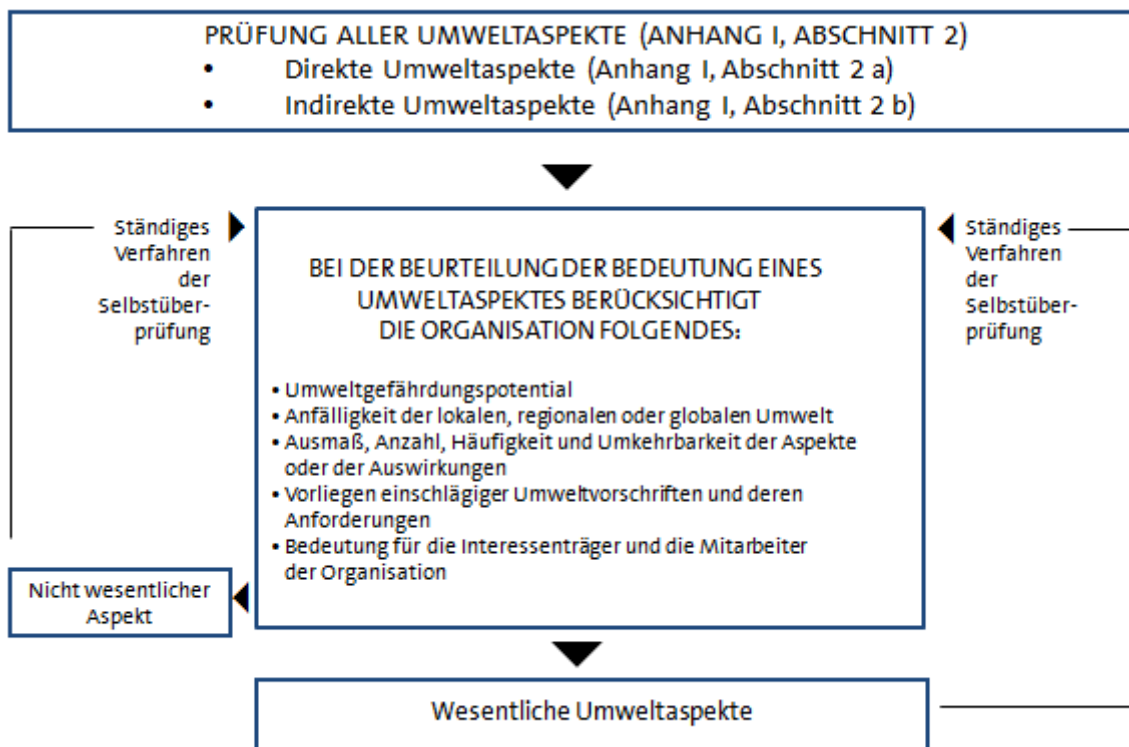 PRÜFUNG ALLER UMWELTASPEKTE (ANHANG I, ABSCHNITT 2)
• Direkte Umweltaspekte (Anhang I, Abschnitt 2 a)
• Indirekte Umweltaspekte (Anhang I, Abschnitt 2 b)
Ständiges
Verfahren
der
Selbstüber-
prüfung
BEI DER BEURTEILUNG DER BEDEUTUNG EINES
UMWELTASPEKTES BERÜCKSICHTIGT
DIE ORGANISATION FOLGENDES:
• Umweltgefährdungspotential
• Anfälligkeit der lokalen, regionalen oder globalen Umwelt
• Ausmaß, Anzahl, Häufigkeit und Umkehrbarkeit der Aspekte
oder der Auswirkungen
• Vorliegen einschlägiger Umweltvorschriften und deren
Anforderungen
• Bedeutung für die Interessenträger und die Mitarbeiter
der Organisation
Ständiges
Verfahren
der
Selbstüber-
prüfung
Nicht wesentlicher
Aspekt
Wesentliche Umweltaspekte